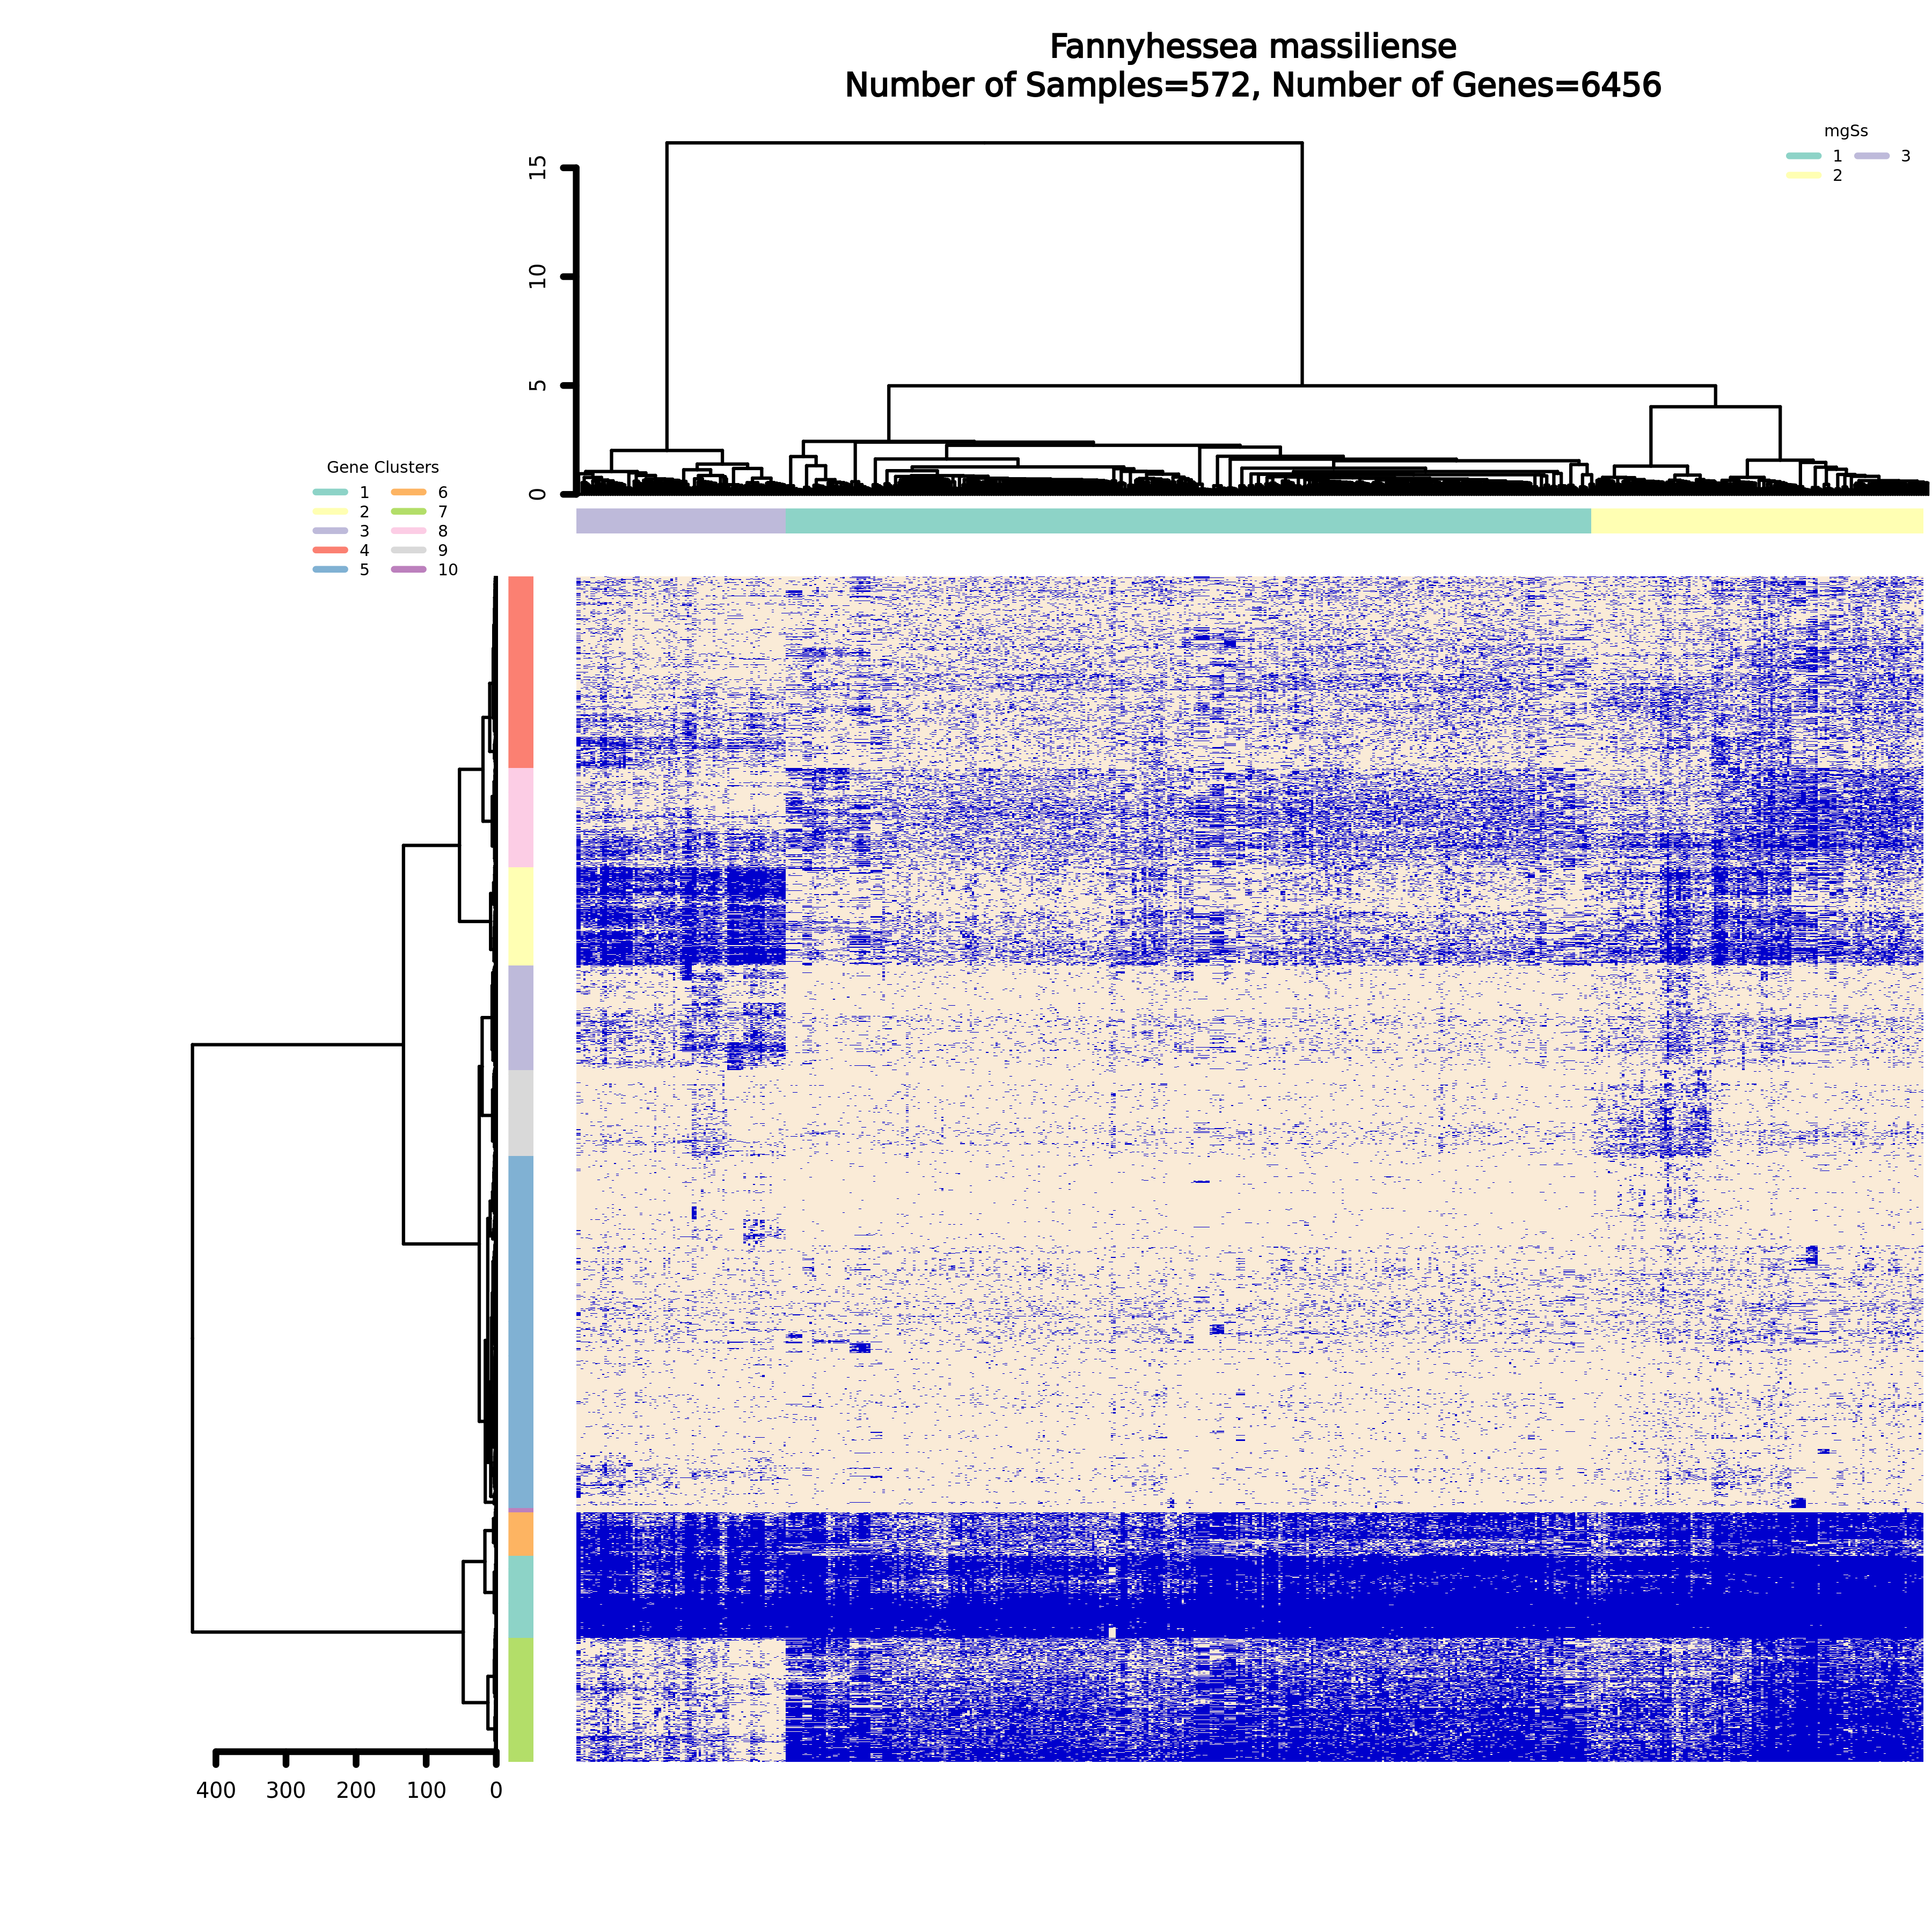 Fannyhessea massiliense
Number of Samples=572, Number of Genes=6456
mgSs
1 3
2
15
10
5
0
Gene Clusters
1 6
2 7
3 8
4 9
5 10
400 300 200 100 0